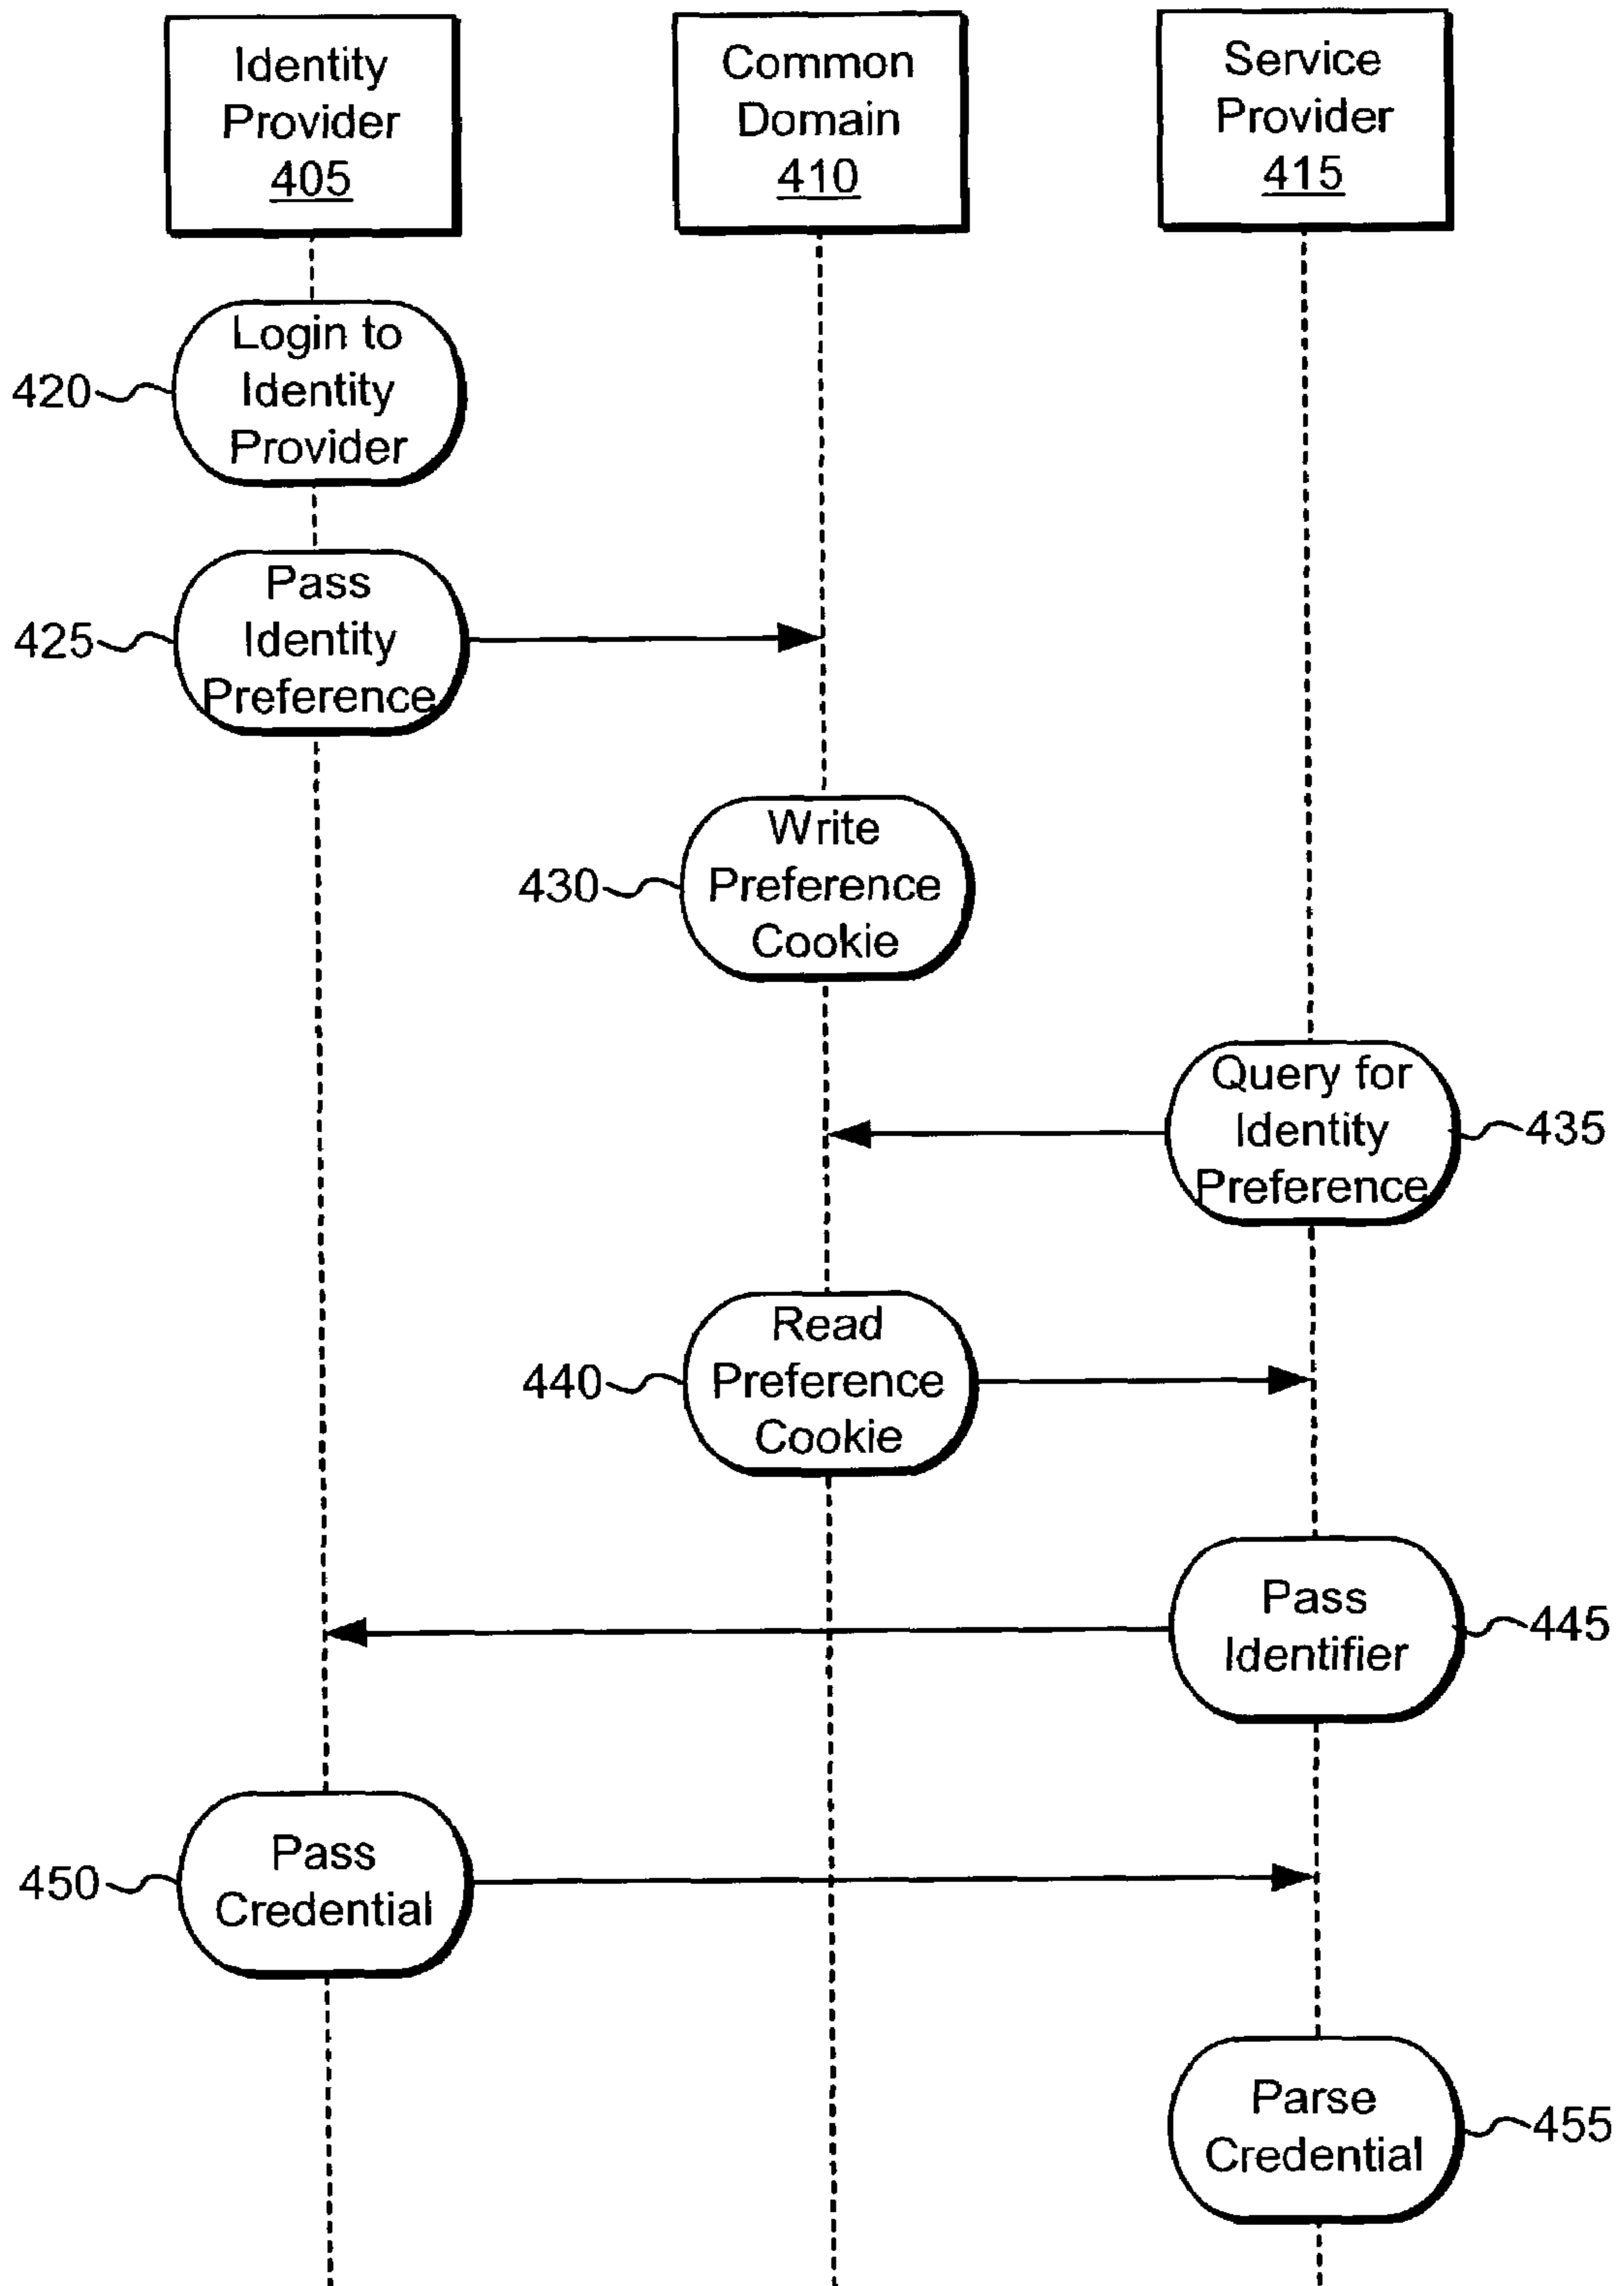 Identity
Provider
405
Common
Domain
410
Service
Provider
415
Login to
Identity
Provider
420
Pass
Identity
Preference
425
Write
Preference
Cookie
430
Query for
Identity
Preference
435
Read
Preference
Cookie
440
Pass
Identifier
445
Pass
Credential
450
Parse
Credential
455